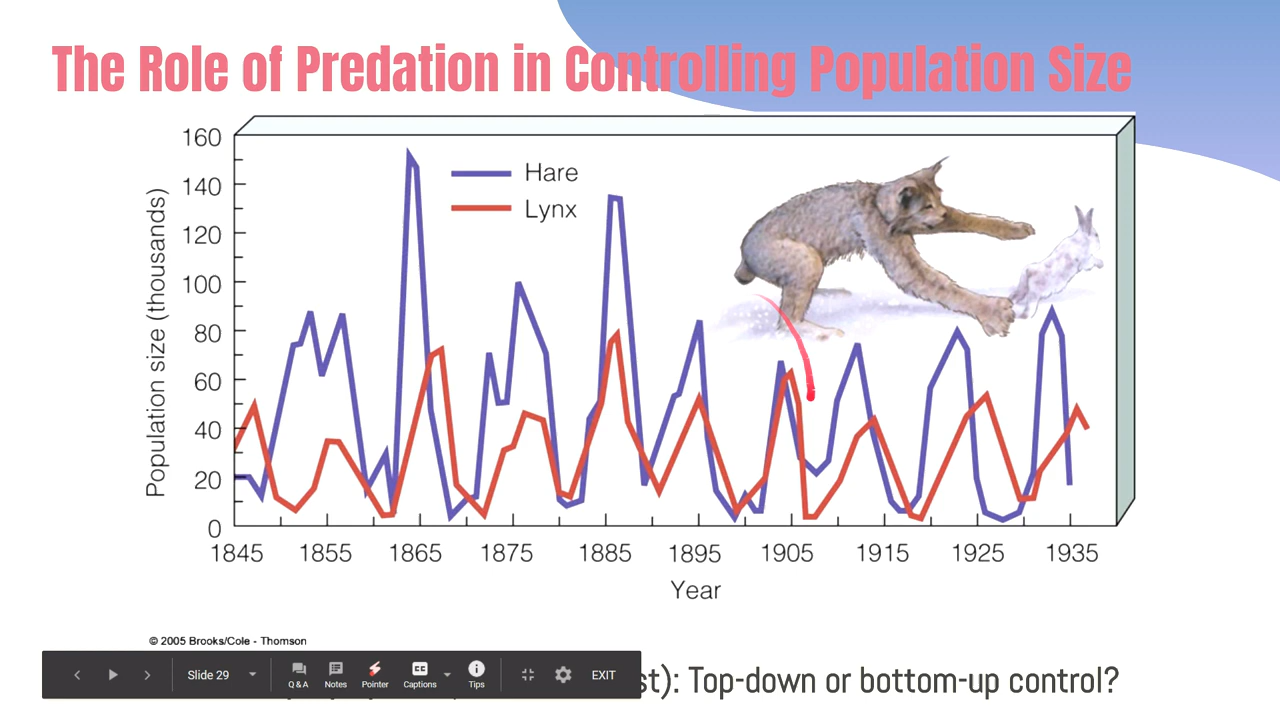 The Role of Predation in Controlling Population Size
Population size (thousands)
160
140
120
100
80
60
40
20
0
Hare
Lynx
1845 1855 1865 1875 1885 1895 1905 1915 1925 1935
Year
© 2005 Brooks/Cole - Thomson
st): Top-down or bottom-up control?
Slide 29
Q & A Notes Pointer CC Captions Tips EXIT